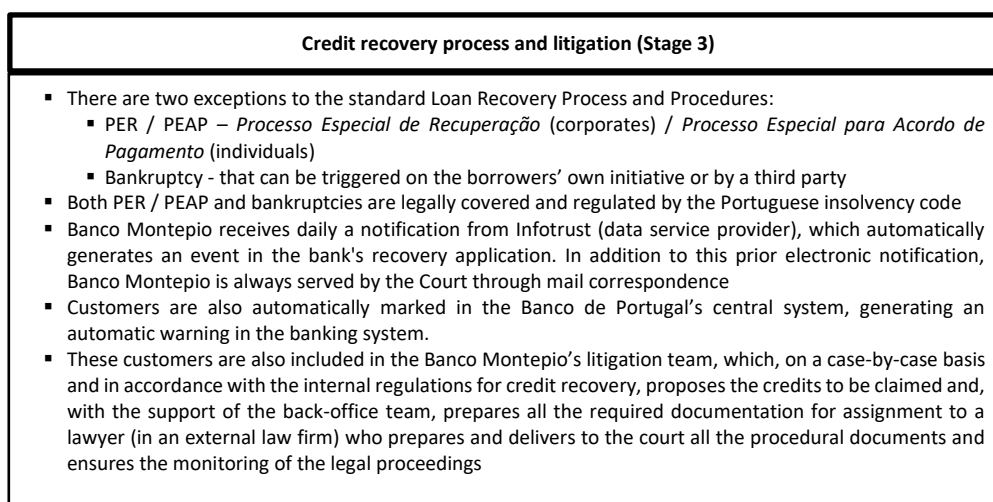 Credit recovery process and litigation (Stage 3)
▪ There are two exceptions to the standard Loan Recovery Process and Procedures:
▪ PER / PEAP – Processo Especial de Recuperação (corporates) / Processo Especial para Acordo de
Pagamento (individuals)
▪ Bankruptcy - that can be triggered on the borrowers’ own initiative or by a third party
▪ Both PER / PEAP and bankruptcies are legally covered and regulated by the Portuguese insolvency code
▪ Banco Montepio receives daily a notification from Infotrust (data service provider), which automatically
generates an event in the bank's recovery application. In addition to this prior electronic notification,
Banco Montepio is always served by the Court through mail correspondence
▪ Customers are also automatically marked in the Banco de Portugal’s central system, generating an
automatic warning in the banking system.
▪ These customers are also included in the Banco Montepio’s litigation team, which, on a case-by-case basis
and in accordance with the internal regulations for credit recovery, proposes the credits to be claimed and,
with the support of the back-office team, prepares all the required documentation for assignment to a
lawyer (in an external law firm) who prepares and delivers to the court all the procedural documents and
ensures the monitoring of the legal proceedings